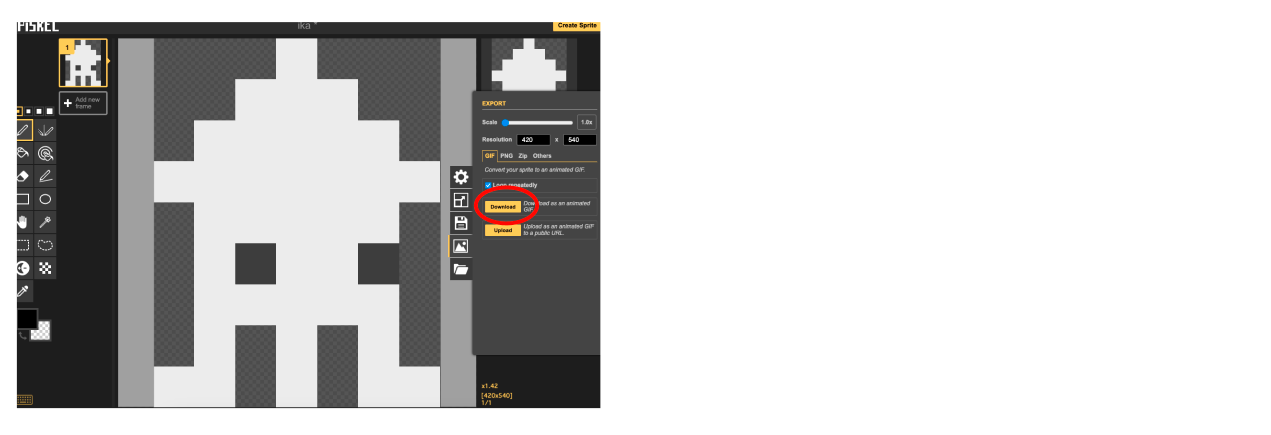 PISKEL
ika *
Create Sprite
1
Add new
frame
EXPORT
Scale
1.0x
Resolution 420 x 540
GIF PNG Zip Others
Convert your sprite to an animated GIF.
Loop repeatedly
Download
Download as an animated
GIF.
Upload
Upload as an animated GIF
to a public URL.
x1.42
[420x540]
1/1